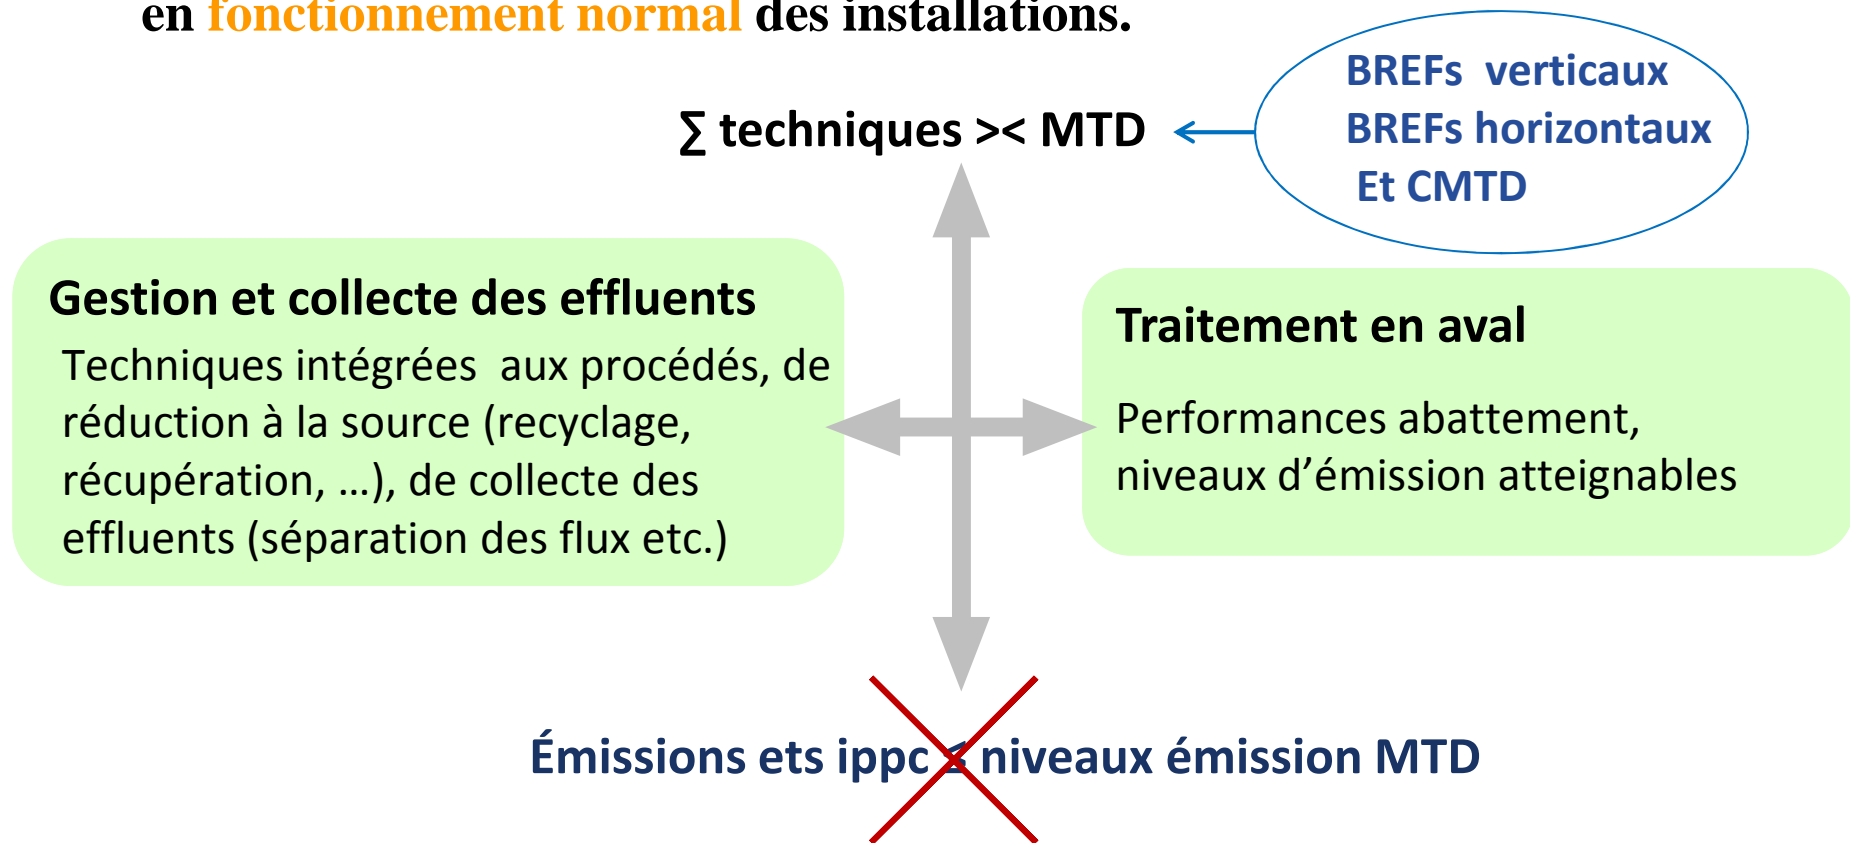 en fonctionnement normal des installations.
BREFs verticaux
BREFs horizontaux
Et CMTD
∑ techniques >< MTD
Gestion et collecte des effluents
Techniques intégrées aux procédés, de
réduction à la source (recyclage,
récupération, ...), de collecte des
effluents (séparation des flux etc.)
Traitement en aval
Performances abattement,
niveaux d’émission atteignables
Émissions ets ippc ≤ niveaux émission MTD